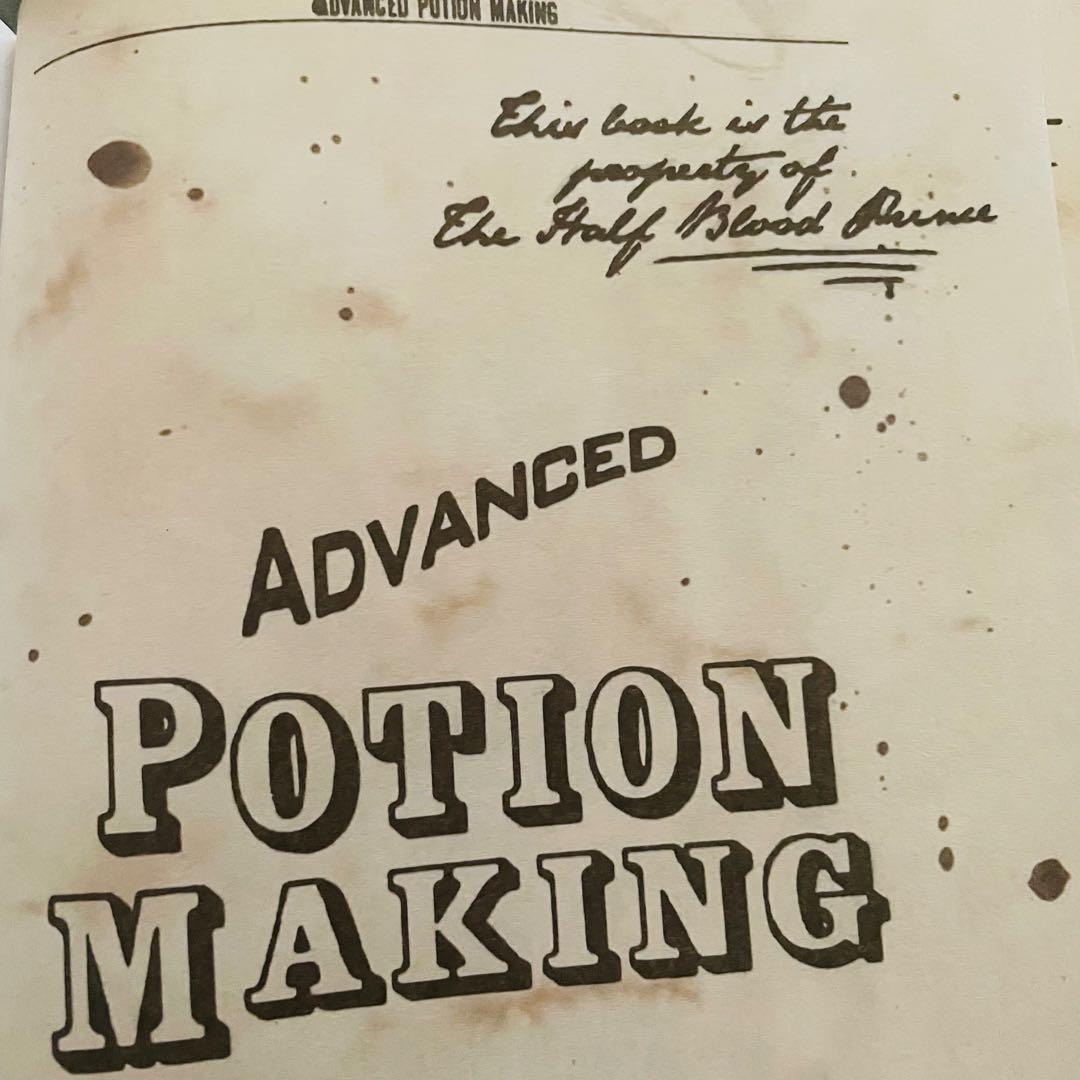 ADVANCED POTION MAKING
This book is the
property of
The Half Blood Prince
ADVANCED
POTION
MAKING